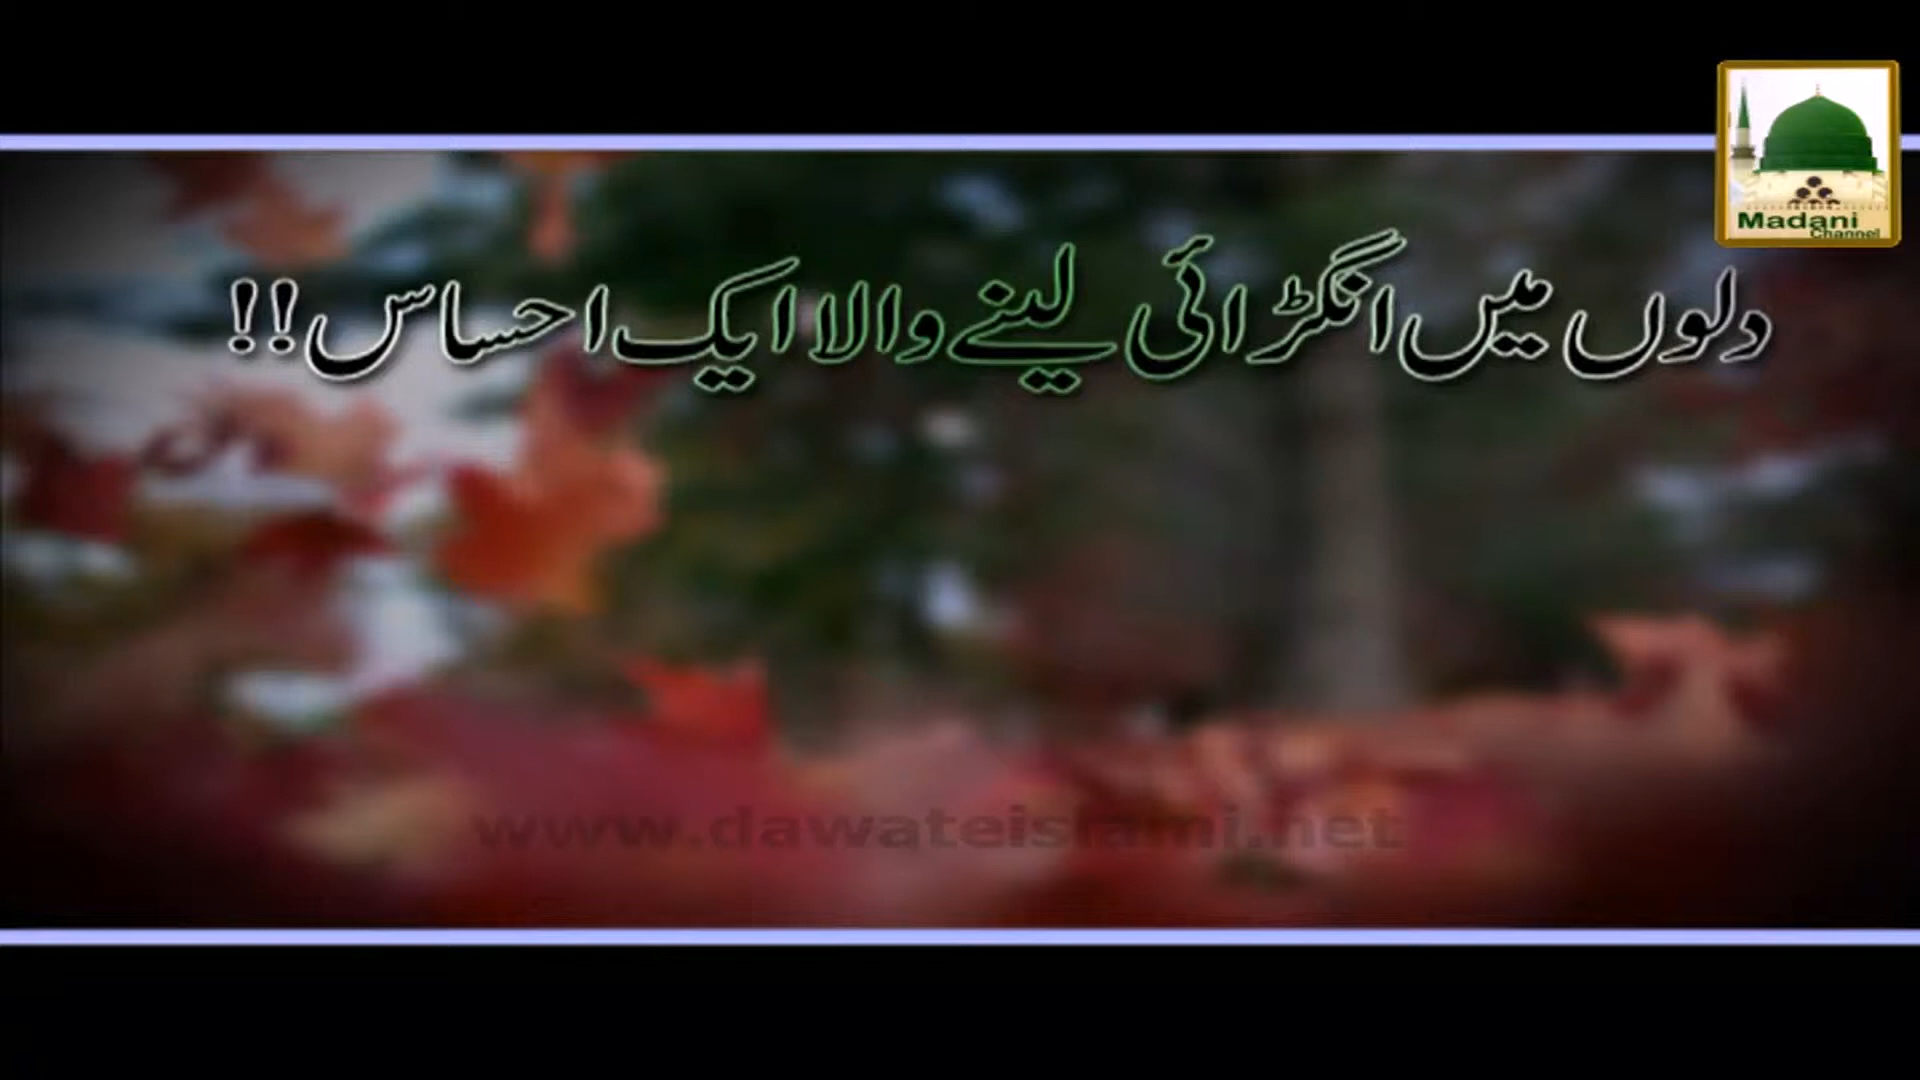 Madani
Channel
دلوں میں انگڑائی لینے والا ایک احساس!!
www.dawateislami.net